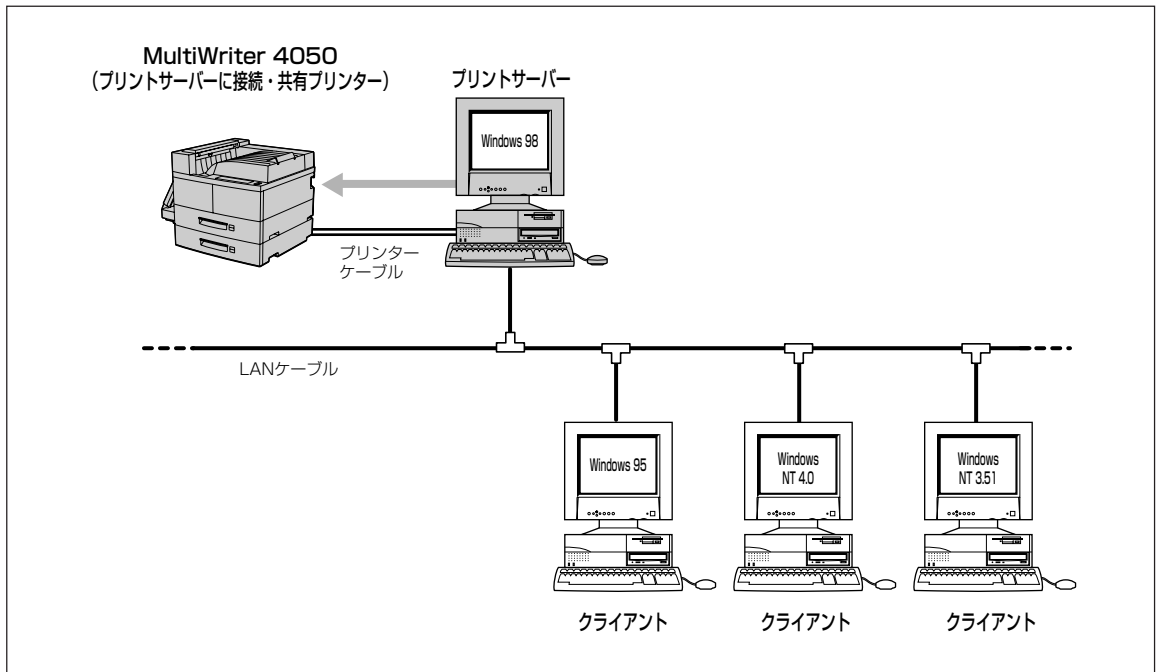 MultiWriter 4050
（プリントサーバーに接続・共有プリンター）
プリントサーバー
Windows 98
プリンター
ケーブル
LANケーブル
Windows 95
Windows
NT 4.0
Windows
NT 3.51
クライアント
クライアント
クライアント